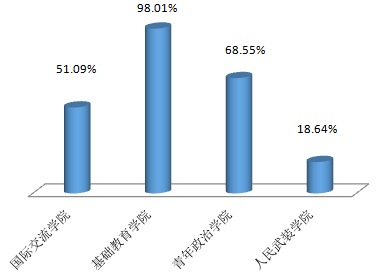 98.01%
68.55%
51.09%
18.64%
国际交流学院
基础教育学院
青年政治学院
人民武装学院